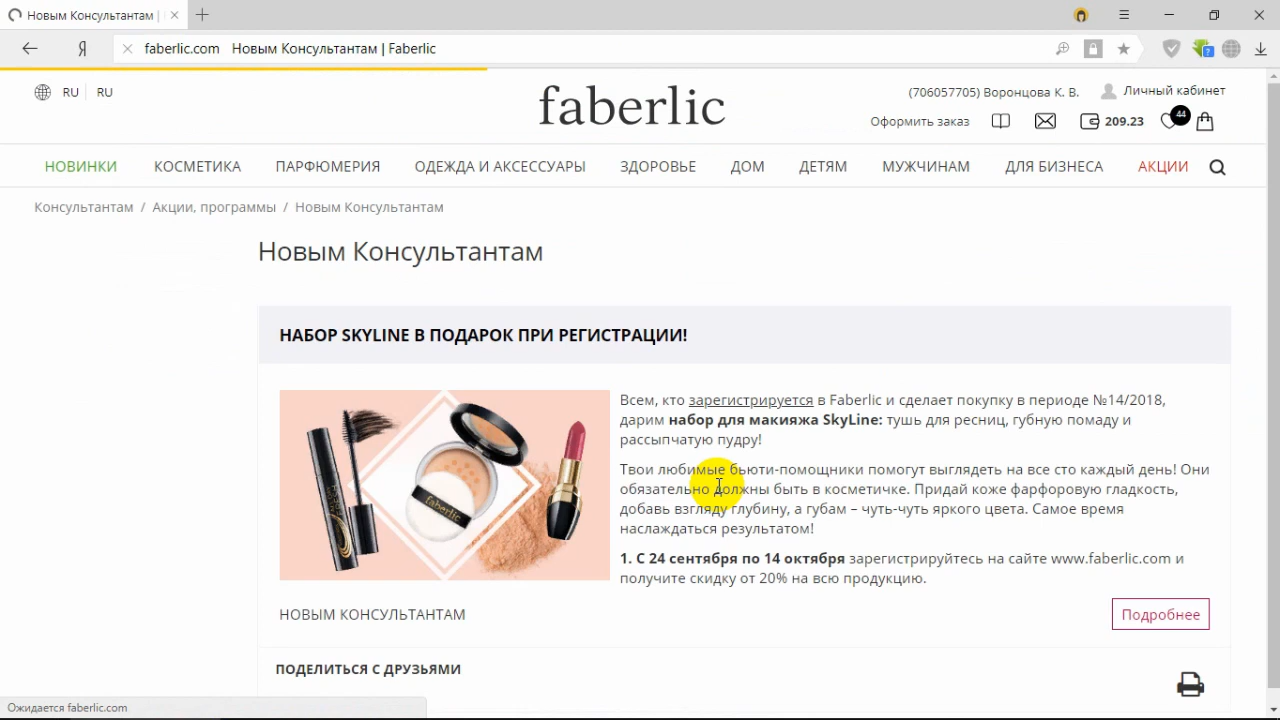 Новым Консультантам |
Я
faberlic.com Новым Консультантам | Faberlic
RU RU
faberlic
(706057705) Воронцова К. В. Личный кабинет
Оформить заказ 209.23 44
НОВИНКИ КОСМЕТИКА ПАРФЮМЕРИЯ ОДЕЖДА И АКСЕССУАРЫ ЗДОРОВЬЕ ДОМ ДЕТЯМ МУЖЧИНАМ ДЛЯ БИЗНЕСА АКЦИИ
Консультантам / Акции, программы / Новым Консультантам
Новым Консультантам
НАБОР SKYLINE В ПОДАРОК ПРИ РЕГИСТРАЦИИ!
faberlic
Всем, кто зарегистрируется в Faberlic и сделает покупку в периоде №14/2018,
дарим набор для макияжа SkyLine: тушь для ресниц, губную помаду и
рассыпчатую пудру!
Твои любимые бьюти-помощники помогут выглядеть на все сто каждый день! Они
обязательно должны быть в косметичке. Придай коже фарфоровую гладкость,
добавь взгляду глубину, а губам – чуть-чуть яркого цвета. Самое время
наслаждаться результатом!
1. С 24 сентября по 14 октября зарегистрируйтесь на сайте www.faberlic.com и
получите скидку от 20% на всю продукцию.
НОВЫМ КОНСУЛЬТАНТАМ
Подробнее
ПОДЕЛИТЬСЯ С ДРУЗЬЯМИ
Ожидается faberlic.com